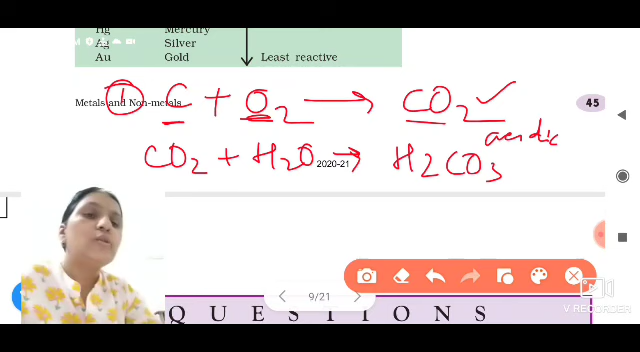 Hg Mercury
Ag Silver
Au Gold Least reactive
① C + O2 → CO2 ✓
Metals and Non-metals 45
acidic
CO2 + H2O → H2CO3
2020-21
9/21
V RECORDER
QUESTIONS